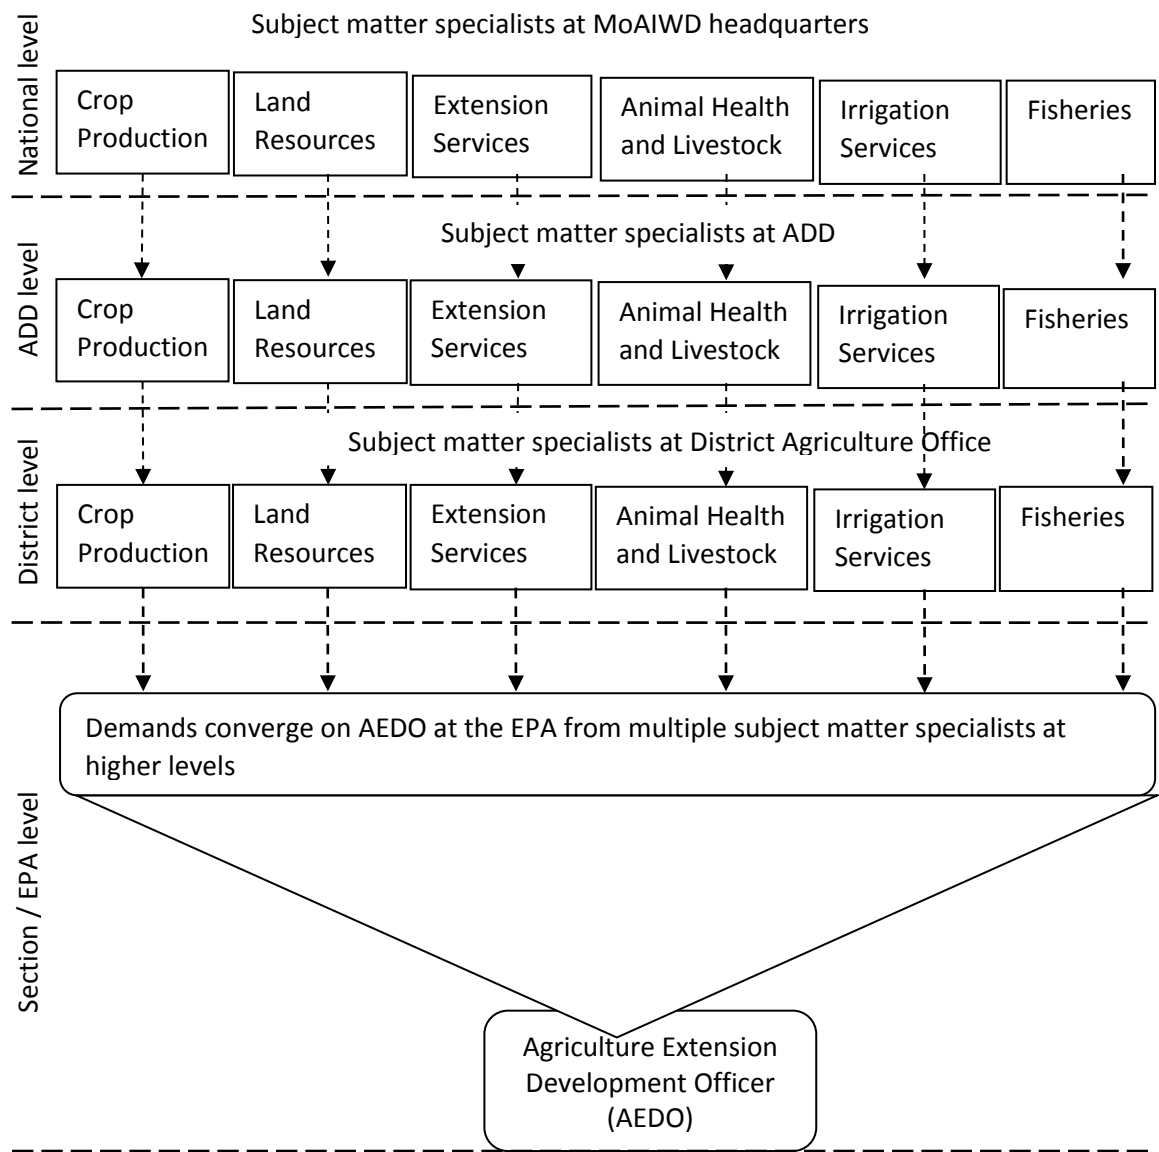 National level
Subject matter specialists at MoAIWD headquarters
Crop
Production
Land
Resources
Extension
Services
Animal Health
and Livestock
Irrigation
Services
Fisheries
ADD level
Subject matter specialists at ADD
Crop
Production
Land
Resources
Extension
Services
Animal Health
and Livestock
Irrigation
Services
Fisheries
District level
Subject matter specialists at District Agriculture Office
Crop
Production
Land
Resources
Extension
Services
Animal Health
and Livestock
Irrigation
Services
Fisheries
Section / EPA level
Demands converge on AEDO at the EPA from multiple subject matter specialists at
higher levels
Agriculture Extension
Development Officer
(AEDO)